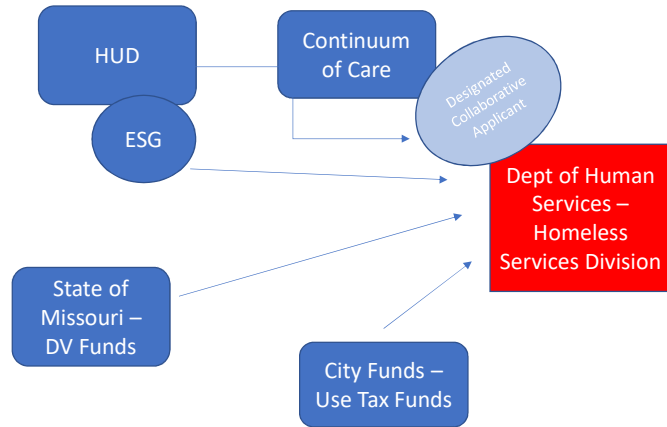 HUD
Continuum
of Care
Designated
Collaborative
Applicant
ESG
Dept of Human
Services –
Homeless
Services Division
State of
Missouri –
DV Funds
City Funds –
Use Tax Funds